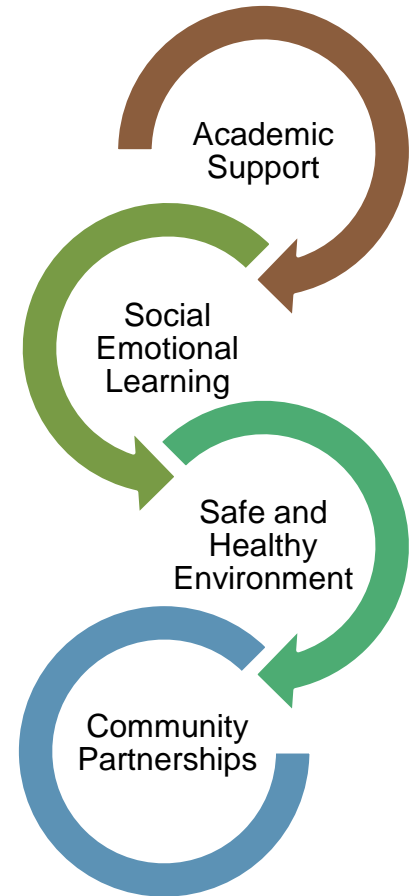 Academic
Support
Social
Emotional
Learning
Safe and
Healthy
Environment
Community
Partnerships